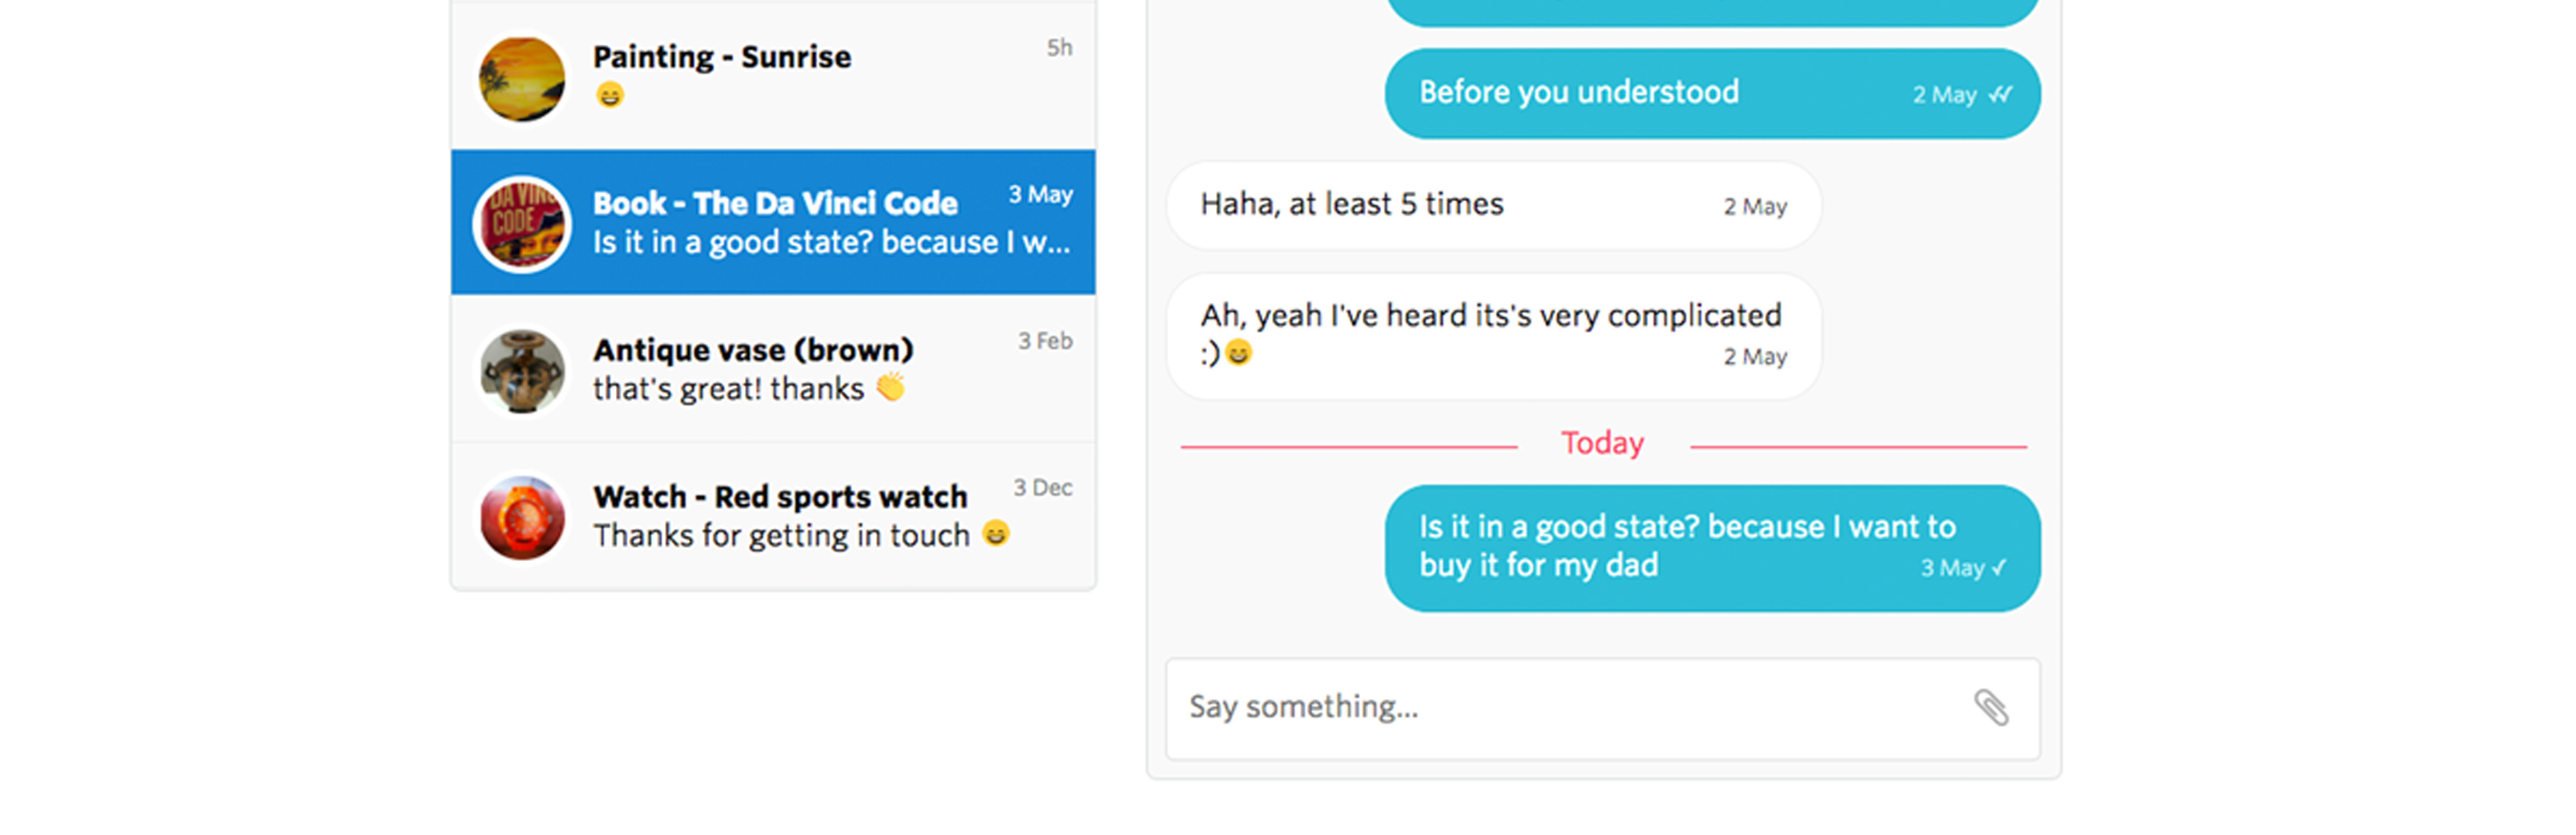 Painting - Sunrise
5h
😄
Book - The Da Vinci Code
3 May
Is it in a good state? because I w...
Antique vase (brown)
3 Feb
that's great! thanks 👏
Watch - Red sports watch
3 Dec
Thanks for getting in touch 😄
Before you understood
2 May
Haha, at least 5 times
2 May
Ah, yeah I've heard its's very complicated
:)😄
2 May
Today
Is it in a good state? because I want to
buy it for my dad
3 May
Say something...
DA VINC
CODE